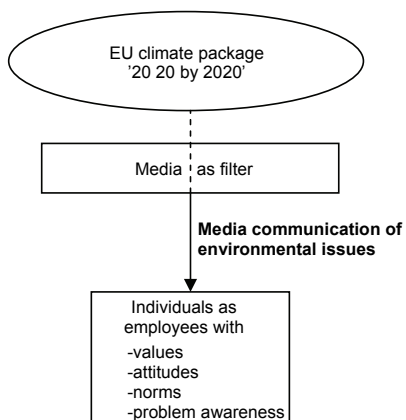 EU climate package
'20 20 by 2020'
Media as filter
Media communication of
environmental issues
Individuals as
employees with
-values
-attitudes
-norms
-problem awareness